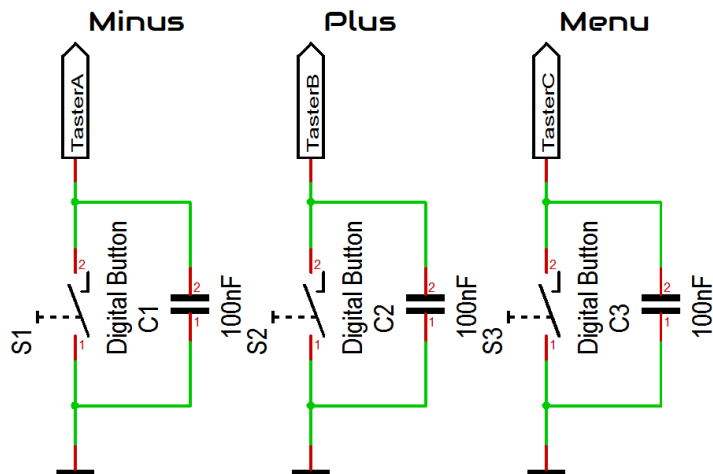 Minus
Plus
Menu
TasterA
TasterB
TasterC
2
2
2
2
2
2
S1
Digital Button
C1
100nF
S2
Digital Button
C2
100nF
S3
Digital Button
C3
100nF
1
1
1
1
1
1